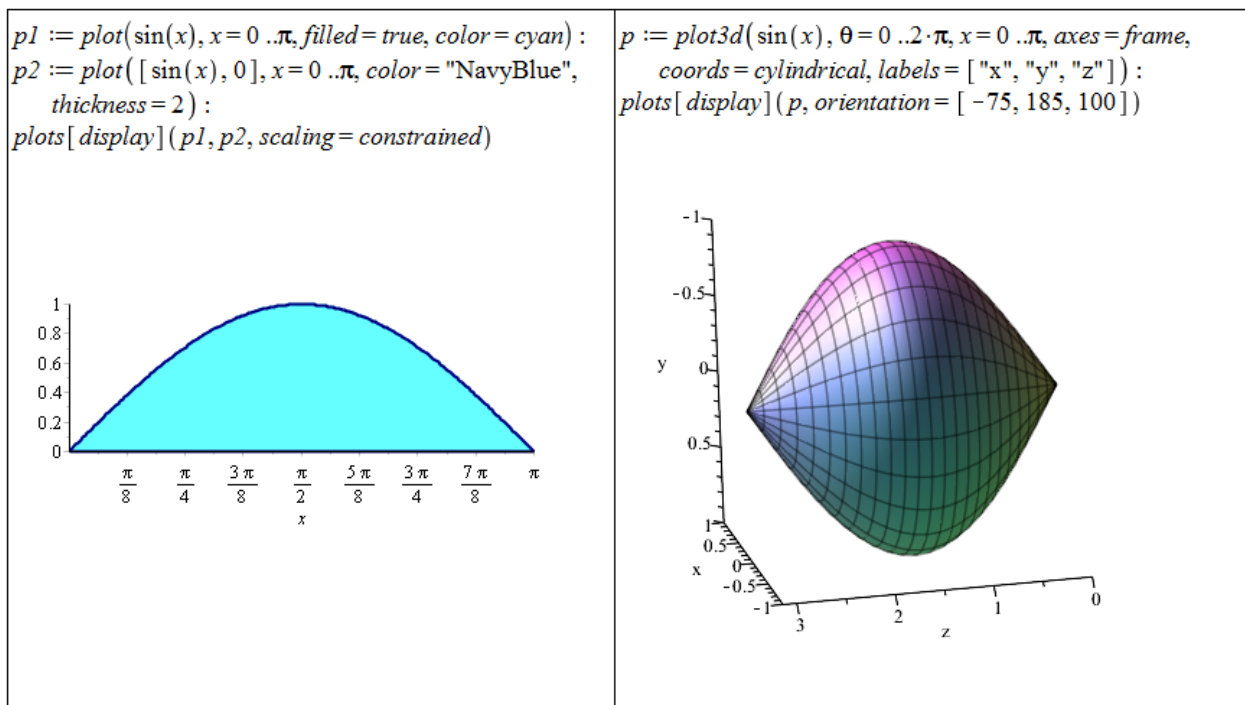 p1 := plot(sin(x), x = 0 ..π, filled = true, color = cyan) :
p2 := plot([sin(x), 0], x = 0 ..π, color = "NavyBlue",
thickness = 2) :
plots[display](p1, p2, scaling = constrained)
1
0.8
0.6
0.4
0.2
0
π/8 π/4 3π/8 π/2 5π/8 3π/4 7π/8 π
x
p := plot3d(sin(x), θ = 0 ..2·π, x = 0 ..π, axes = frame,
coords = cylindrical, labels = ["x", "y", "z"]) :
plots[display](p, orientation = [-75, 185, 100])
-1
-0.5
y
0
0.5
1
0.5
x
0
-0.5
-1
3 2 1 0
z